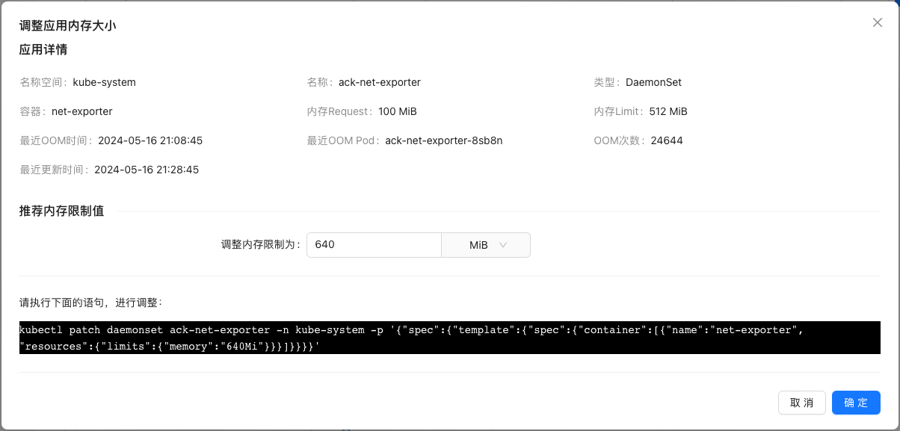 调整应用内存大小
应用详情
名称空间：kube-system 名称：ack-net-exporter 类型：DaemonSet
容器：net-exporter 内存Request：100 MiB 内存Limit：512 MiB
最近OOM时间：2024-05-16 21:08:45 最近OOM Pod：ack-net-exporter-8sb8n OOM次数：24644
最近更新时间：2024-05-16 21:28:45
推荐内存限制值
调整内存限制为：640 MiB
请执行下面的语句，进行调整：
kubectl patch daemonset ack-net-exporter -n kube-system -p '{"spec":{"template":{"spec":{"container":[{"name":"net-exporter",
"resources":{"limits":{"memory":"640Mi"}}}]}}}}'
取 消 确 定